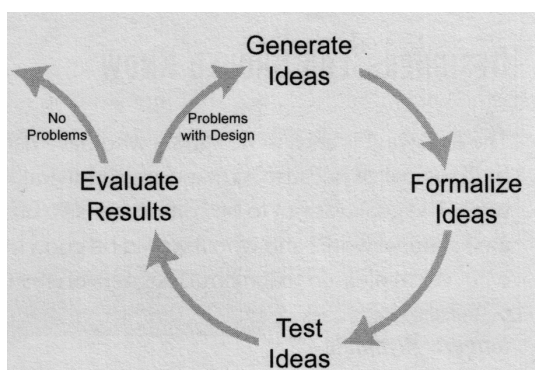 Generate
Ideas
No
Problems
Problems
with Design
Evaluate
Results
Formalize
Ideas
Test
Ideas